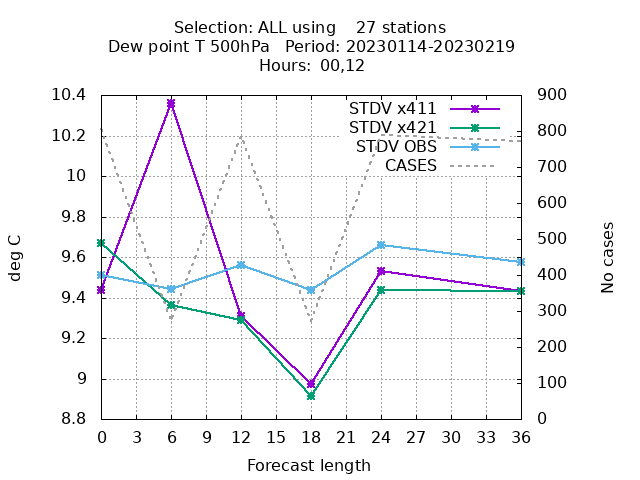 Selection: ALL using    27 stations
Dew point T 500hPa   Period: 20230114-20230219
Hours: 00,12
10.4
10.2
10
9.8
9.6
9.4
9.2
9
8.8
deg C
STDV x411
STDV x421
STDV OBS
CASES
900
800
700
600
500
400
300
200
100
0
No cases
0 3 6 9 12 15 18 21 24 27 30 33 36
Forecast length